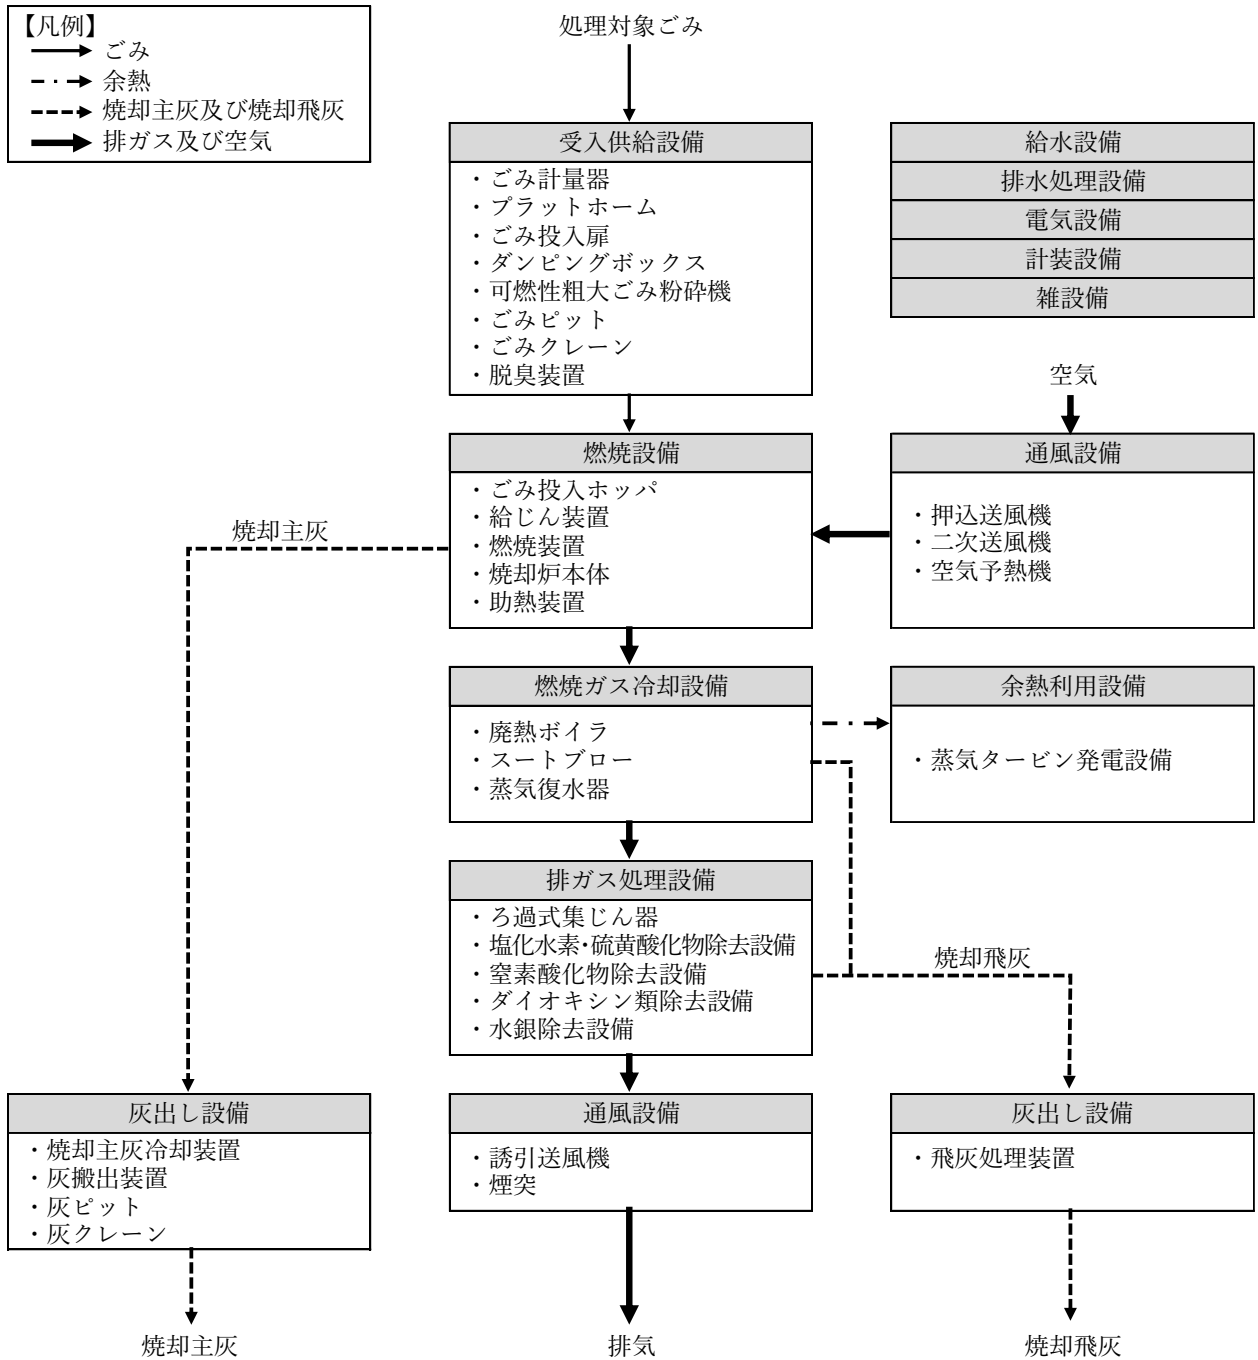 【凡例】
ごみ
余熱
焼却主灰及び焼却飛灰
排ガス及び空気
処理対象ごみ
受入供給設備
・ごみ計量器
・プラットホーム
・ごみ投入扉
・ダンピングボックス
・可燃性粗大ごみ粉砕機
・ごみピット
・ごみクレーン
・脱臭装置
給水設備
排水処理設備
電気設備
計装設備
雑設備
空気
燃焼設備
・ごみ投入ホッパ
・給じん装置
・燃焼装置
・焼却炉本体
・助熱装置
通風設備
・押込送風機
・二次送風機
・空気予熱機
焼却主灰
燃焼ガス冷却設備
・廃熱ボイラ
・スートブロー
・蒸気復水器
余熱利用設備
・蒸気タービン発電設備
排ガス処理設備
・ろ過式集じん器
・塩化水素・硫黄酸化物除去設備
・窒素酸化物除去設備
・ダイオキシン類除去設備
・水銀除去設備
焼却飛灰
灰出し設備
・焼却主灰冷却装置
・灰搬出装置
・灰ピット
・灰クレーン
通風設備
・誘引送風機
・煙突
灰出し設備
・飛灰処理装置
焼却主灰
排気
焼却飛灰